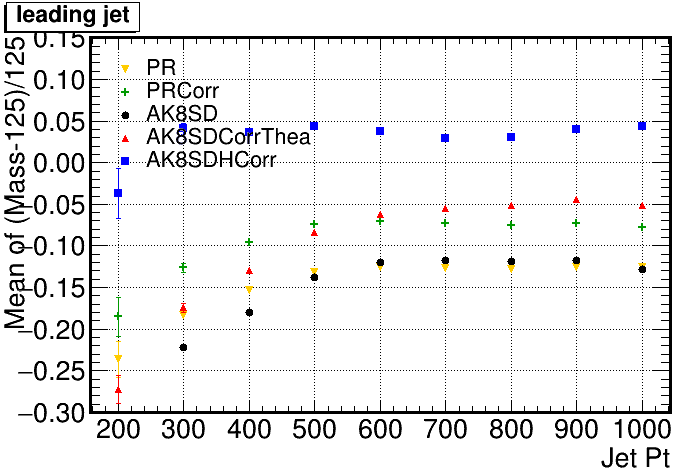 leading jet
Mean of (Mass-125)/125
0.15
0.10
0.05
0.00
−0.05
−0.10
−0.15
−0.20
−0.25
−0.30
PR
PRCorr
AK8SD
AK8SDCorrThea
AK8SDHCorr
200 300 400 500 600 700 800 900 1000
Jet Pt